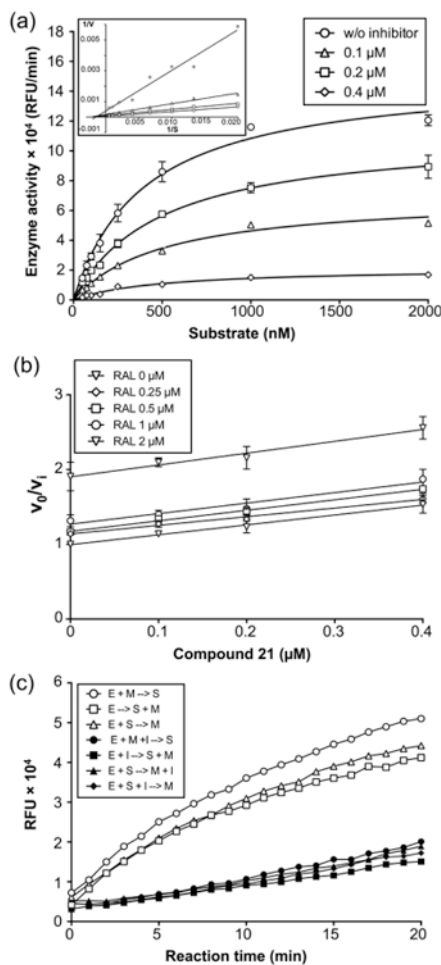 (a)
1/V
0.005
0.003
0.001
-0.001
0.005
0.010
0.015
0.020
1/S
w/o inhibitor
0.1 µM
0.2 µM
0.4 µM
Enzyme activity × 10⁴ (RFU/min)
14
12
10
8
6
4
2
0
0
500
1000
1500
2000
Substrate (nM)
(b)
RAL 0 µM
RAL 0.25 µM
RAL 0.5 µM
RAL 1 µM
RAL 2 µM
v₀/vᵢ
3
2
1
0
0
0.1
0.2
0.3
0.4
Compound 21 (µM)
(c)
E + M --> S
E --> S + M
E + S --> M
E + M +I --> S
E + I --> S + M
E + S --> M + I
E + S + I --> M
RFU × 10⁴
6
5
4
3
2
1
0
0
5
10
15
20
Reaction time (min)